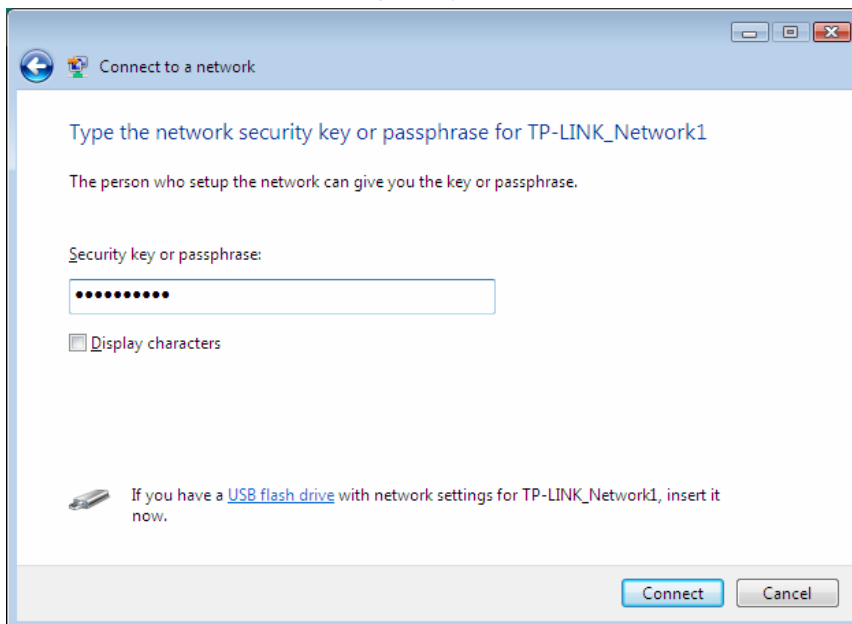 Connect to a network
Type the network security key or passphrase for TP-LINK_Network1
The person who setup the network can give you the key or passphrase.
Security key or passphrase:
••••••••••
Display characters
If you have a USB flash drive with network settings for TP-LINK_Network1, insert it
now.
Connect Cancel